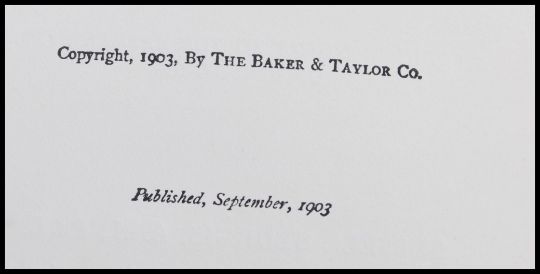 Copyright, 1903, By THE BAKER & TAYLOR CO.
Published, September, 1903